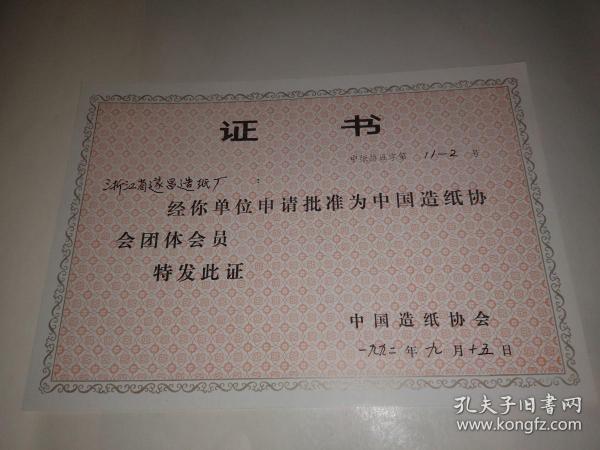 证 书
中纸协证字第 11-2 号
浙江省遂昌造纸厂：
经你单位申请批准为中国造纸协
会团体会员
特发此证
中国造纸协会
一九九二年九月十五日
孔夫子旧书网
www.kongfz.com